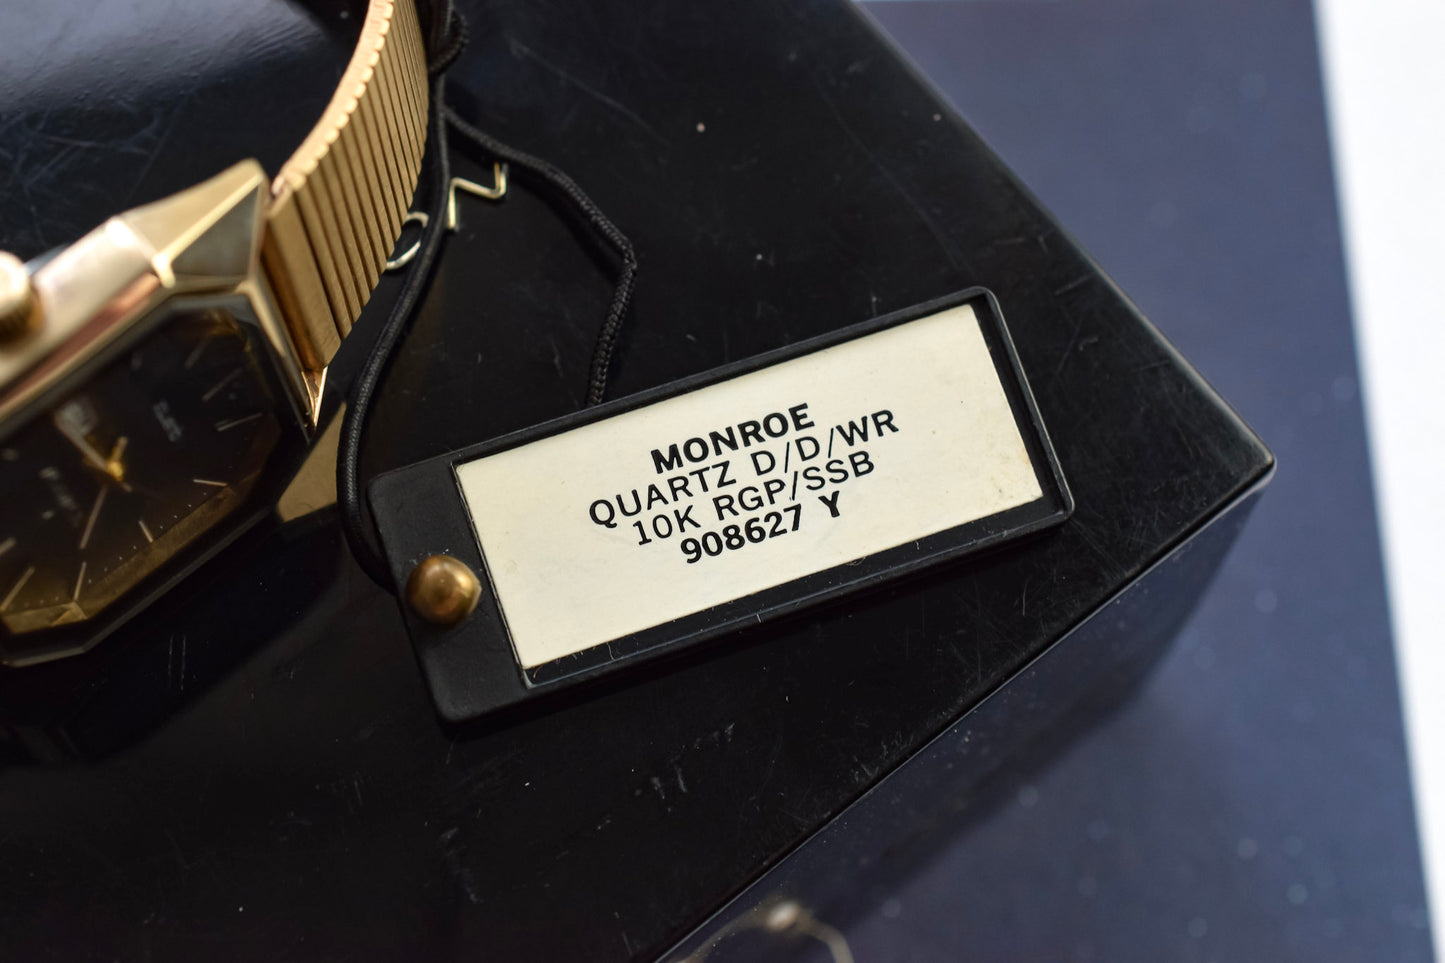 MONROE
QUARTZ D/D/WR
10K RGP/SSB
908627 Y